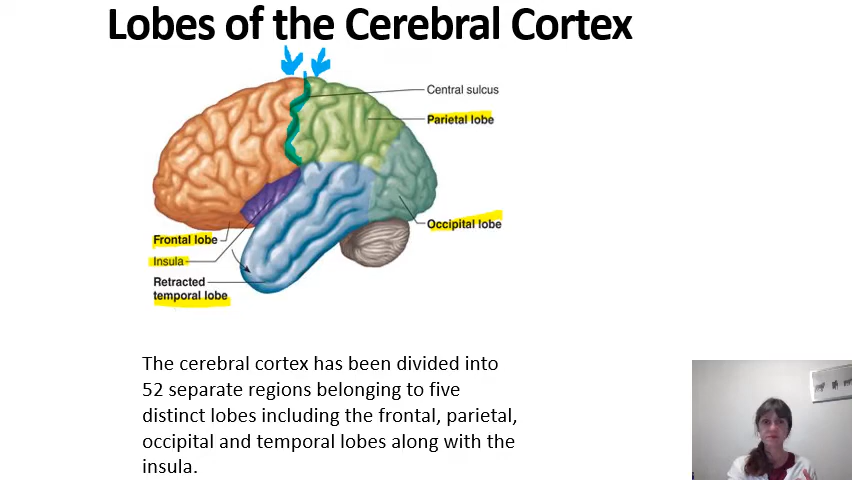 Lobes of the Cerebral Cortex
Central sulcus
Parietal lobe
Occipital lobe
Frontal lobe
Insula
Retracted
temporal lobe
The cerebral cortex has been divided into
52 separate regions belonging to five
distinct lobes including the frontal, parietal,
occipital and temporal lobes along with the
insula.